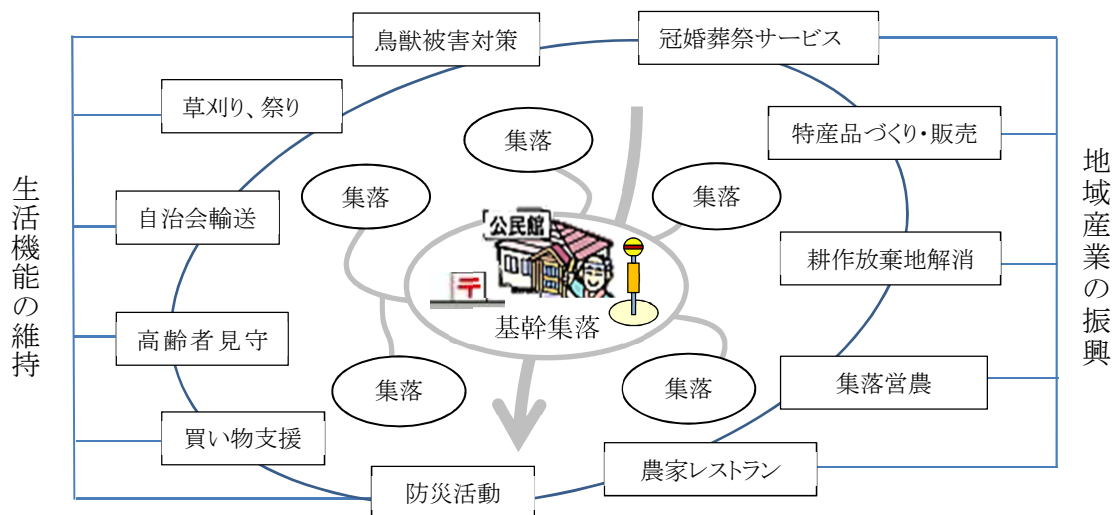 鳥獣被害対策
冠婚葬祭サービス
草刈り、祭り
特産品づくり・販売
集落
集落
集落
生活機能の維持
地域産業の振興
自治会輸送
公民館
耕作放棄地解消
〒
基幹集落
高齢者見守
集落
集落
集落営農
買い物支援
農家レストラン
防災活動